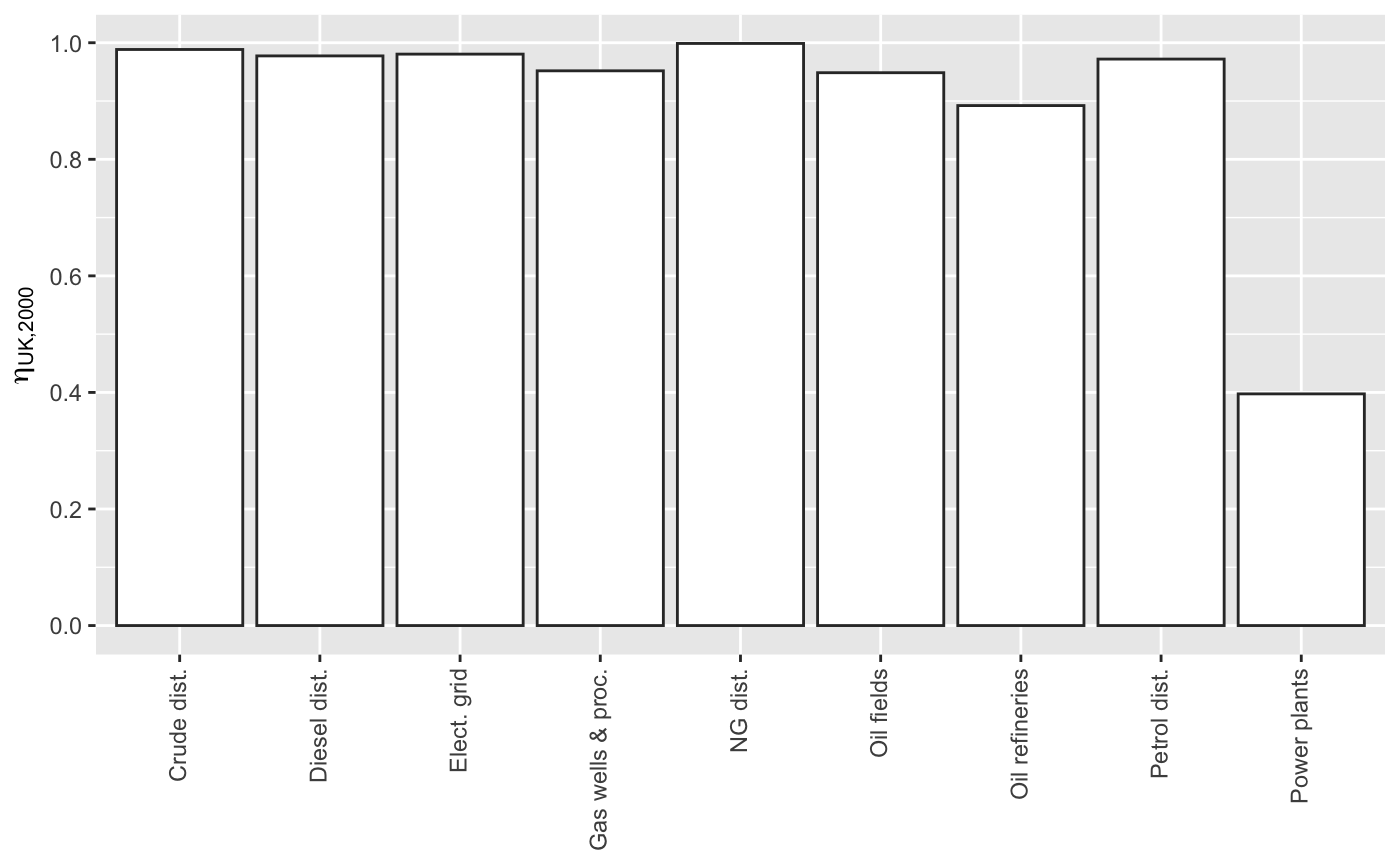 1.0
0.8
0.6
0.4
0.2
0.0
ηUK,2000
Crude dist.
Diesel dist.
Elect. grid
Gas wells & proc.
NG dist.
Oil fields
Oil refineries
Petrol dist.
Power plants